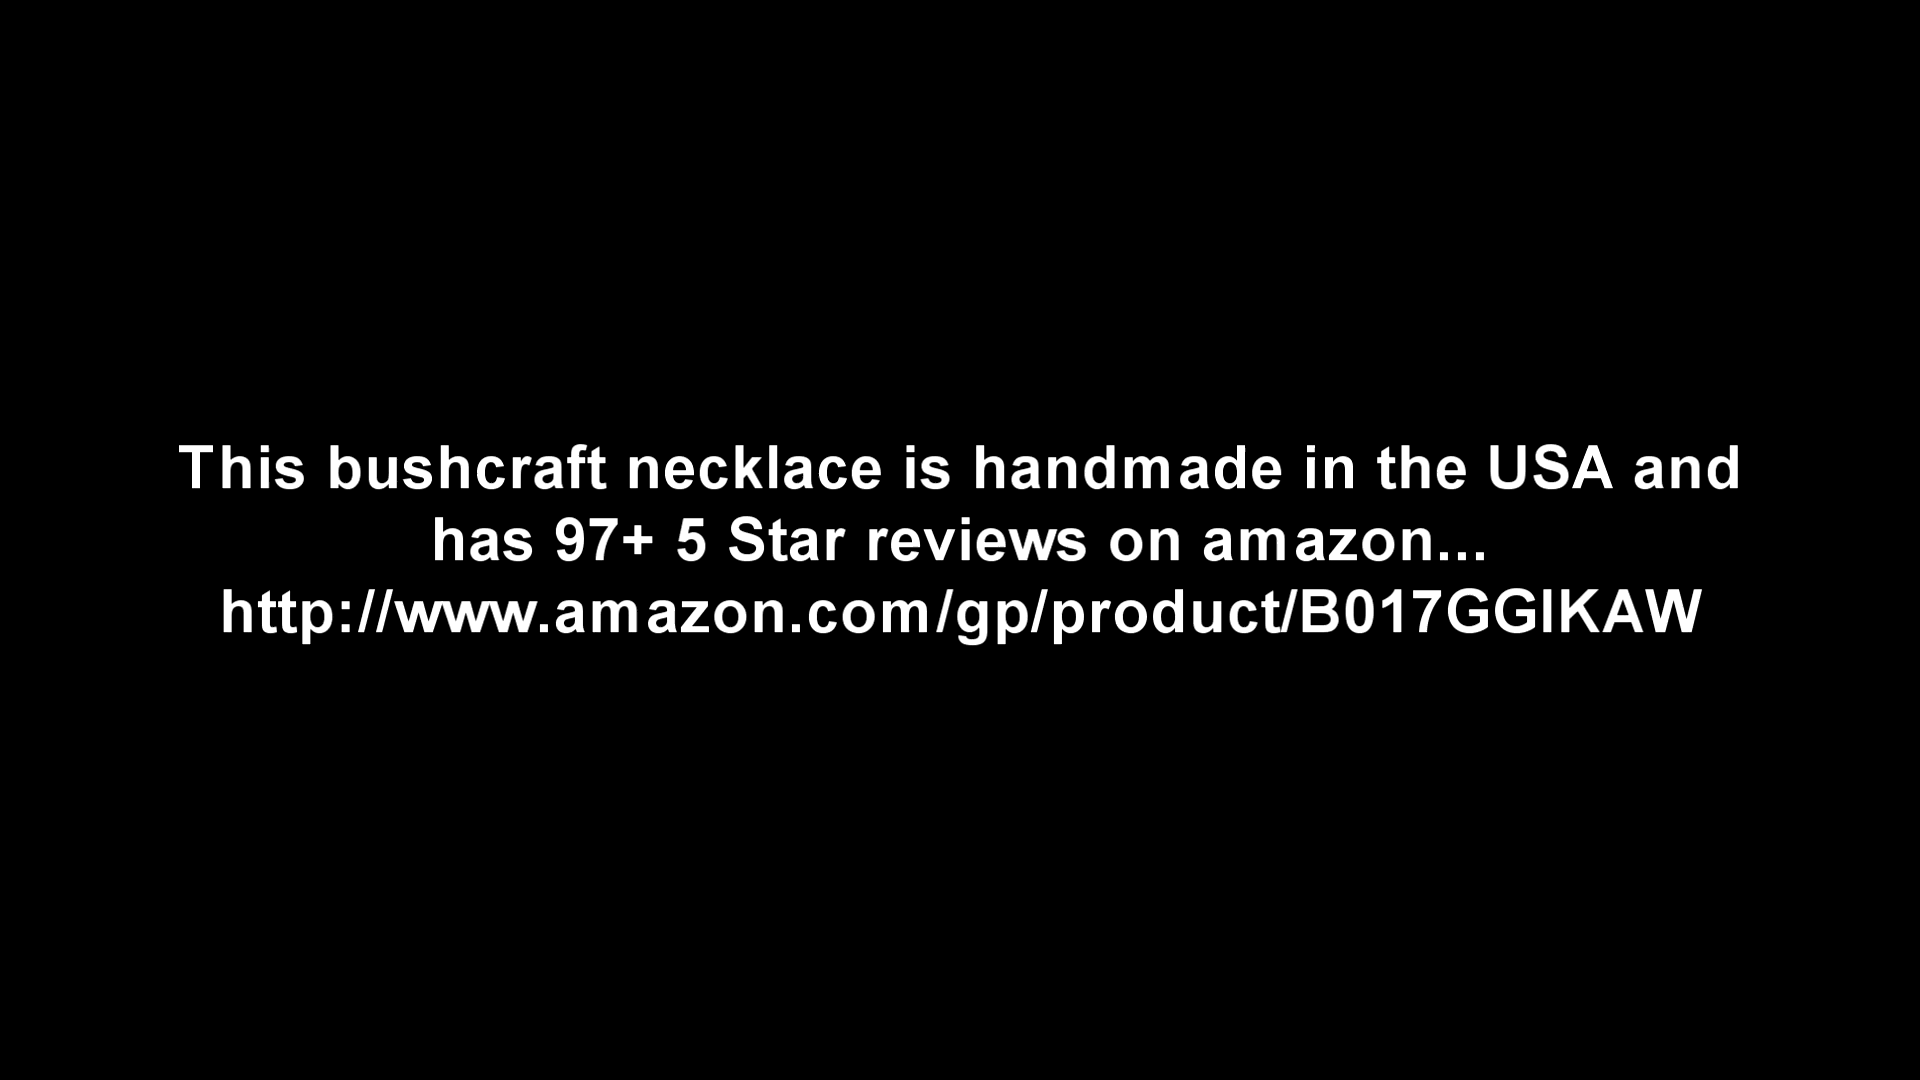 This bushcraft necklace is handmade in the USA and
has 97+ 5 Star reviews on amazon...
http://www.amazon.com/gp/product/B017GGIKAW